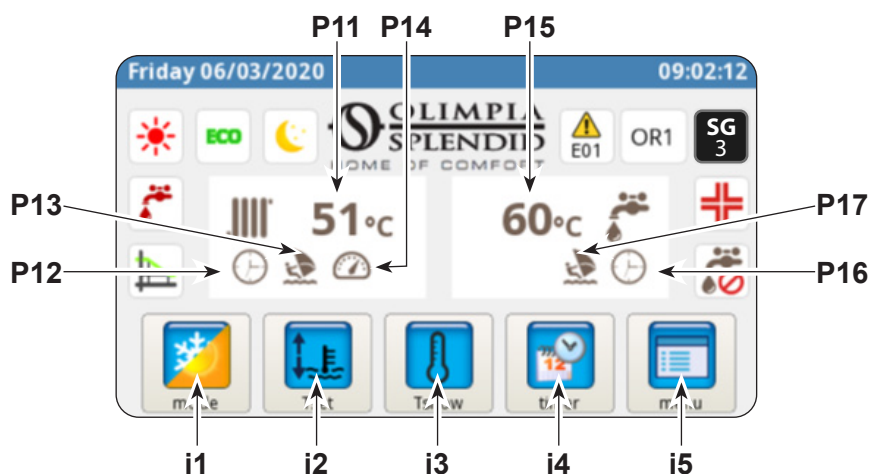 P11 P14 P15
Friday 06/03/2020 09:02:12
OLIMPIA
SPLENDID
HOME OF COMFORT
ECO
E01
OR1
SG
3
P13
51°C
60°C
P17
P12
P16
12
i1 i2 i3 i4 i5